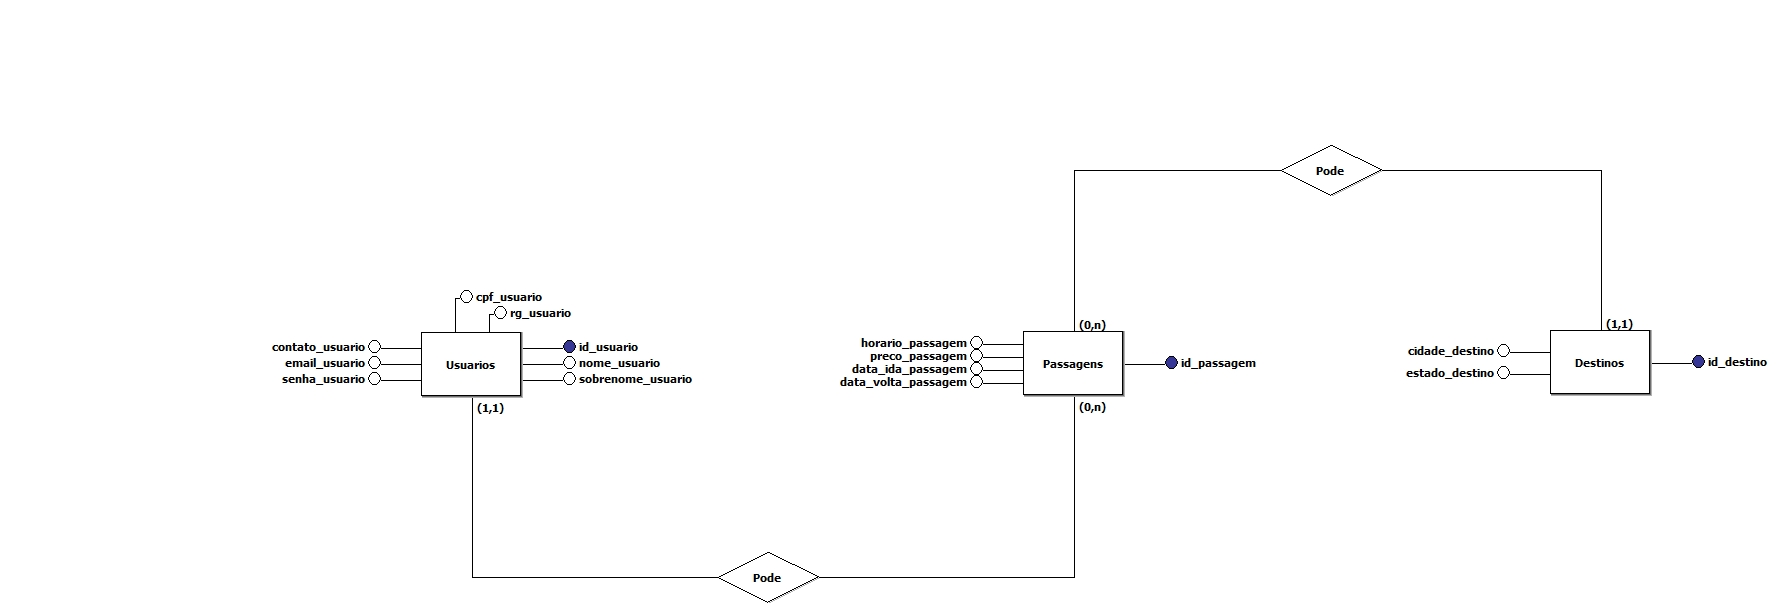 Pode
cpf_usuario
rg_usuario
(0,n)
(1,1)
contato_usuario
email_usuario
senha_usuario
Usuarios
id_usuario
nome_usuario
sobrenome_usuario
(1,1)
horario_passagem
preco_passagem
data_ida_passagem
data_volta_passagem
Passagens
id_passagem
(0,n)
cidade_destino
estado_destino
Destinos
id_destino
Pode